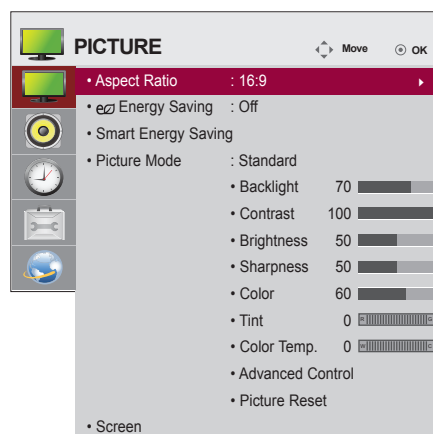 PICTURE Move OK
• Aspect Ratio : 16:9
• Energy Saving : Off
• Smart Energy Saving
• Picture Mode : Standard
• Backlight 70
• Contrast 100
• Brightness 50
• Sharpness 50
• Color 60
• Tint 0 R G
• Color Temp. 0 W C
• Advanced Control
• Picture Reset
• Screen